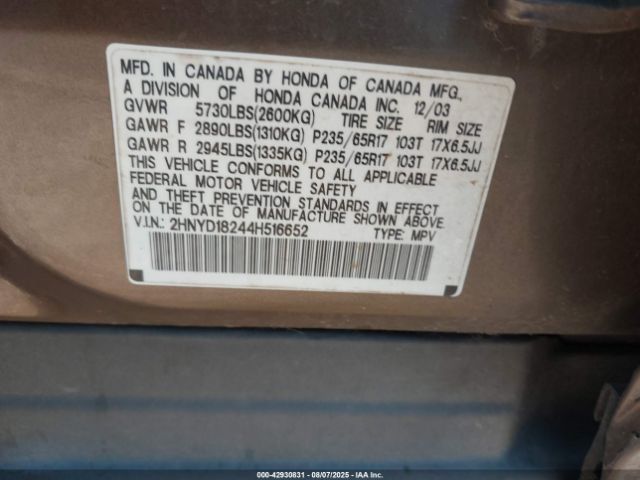 MFD. IN CANADA BY HONDA OF CANADA MFG.,
A DIVISION OF HONDA CANADA INC. 12/03
GVWR 5730LBS(2600KG) TIRE SIZE RIM SIZE
GAWR F 2890LBS(1310KG) P235/65R17 103T 17X6.5JJ
GAWR R 2945LBS(1335KG) P235/65R17 103T 17X6.5JJ
THIS VEHICLE CONFORMS TO ALL APPLICABLE
FEDERAL MOTOR VEHICLE SAFETY
AND THEFT PREVENTION STANDARDS IN EFFECT
ON THE DATE OF MANUFACTURE SHOWN ABOVE.
V.I.N.: 2HNYD18244H516652 TYPE: MPV
000-42930831 - 08/07/2025 - IAA Inc.